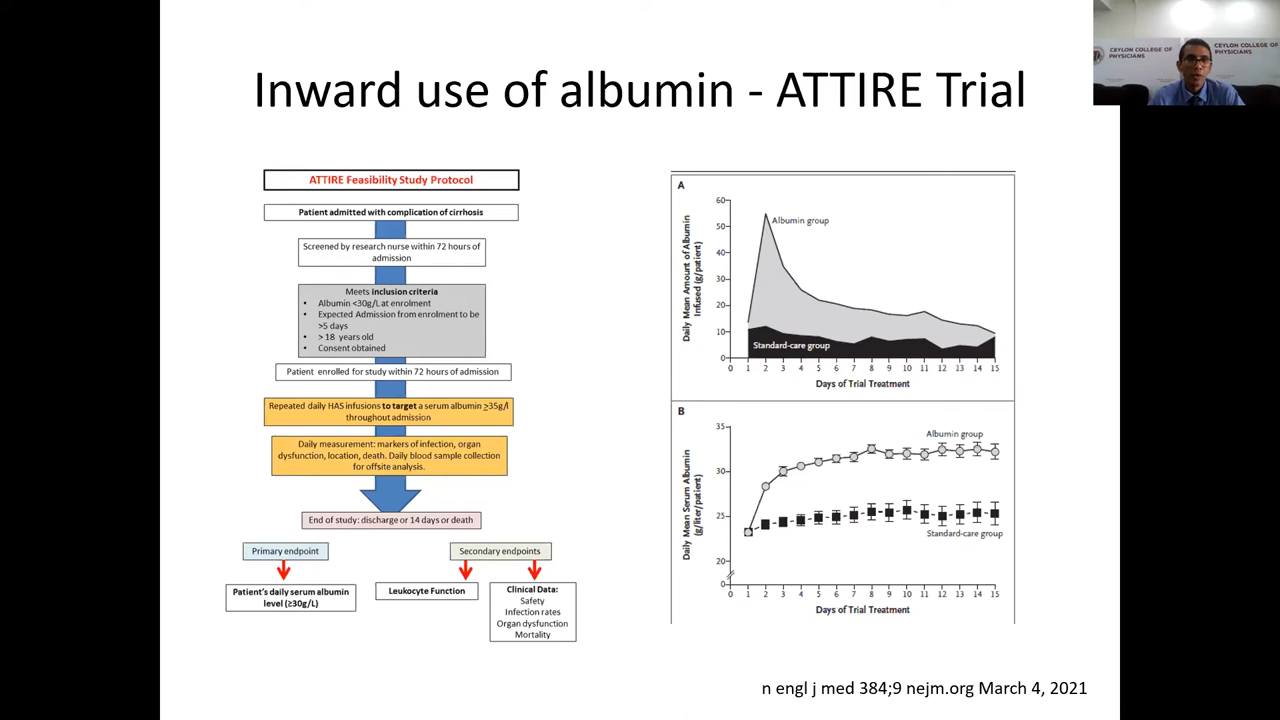 Inward use of albumin - ATTIRE Trial
CEYLON COLLEGE OF
PHYSICIANS
CEYLON COLLEGE OF
PHYSICIANS
ATTIRE Feasibility Study Protocol
Patient admitted with complication of cirrhosis
Screened by research nurse within 72 hours of
admission
Meets inclusion criteria
• Albumin <30g/L at enrolment
• Expected Admission from enrolment to be
>5 days
• > 18 years old
• Consent obtained
Patient enrolled for study within 72 hours of admission
Repeated daily HAS infusions to target a serum albumin ≥35g/l
throughout admission
Daily measurement: markers of infection, organ
dysfunction, location, death. Daily blood sample collection
for offsite analysis.
End of study: discharge or 14 days or death
Primary endpoint
Secondary endpoints
Patient's daily serum albumin
level (≥30g/L)
Leukocyte Function
Clinical Data:
Safety
Infection rates
Organ dysfunction
Mortality
A
Daily Mean Amount of Albumin
Infused (g/patient)
60
50
40
30
20
10
0
Albumin group
Standard-care group
0 1 2 3 4 5 6 7 8 9 10 11 12 13 14 15
Days of Trial Treatment
B
Daily Mean Serum Albumin
(g/liter/patient)
35
30
25
20
0
Albumin group
Standard-care group
0 1 2 3 4 5 6 7 8 9 10 11 12 13 14 15
Days of Trial Treatment
n engl j med 384;9 nejm.org March 4, 2021